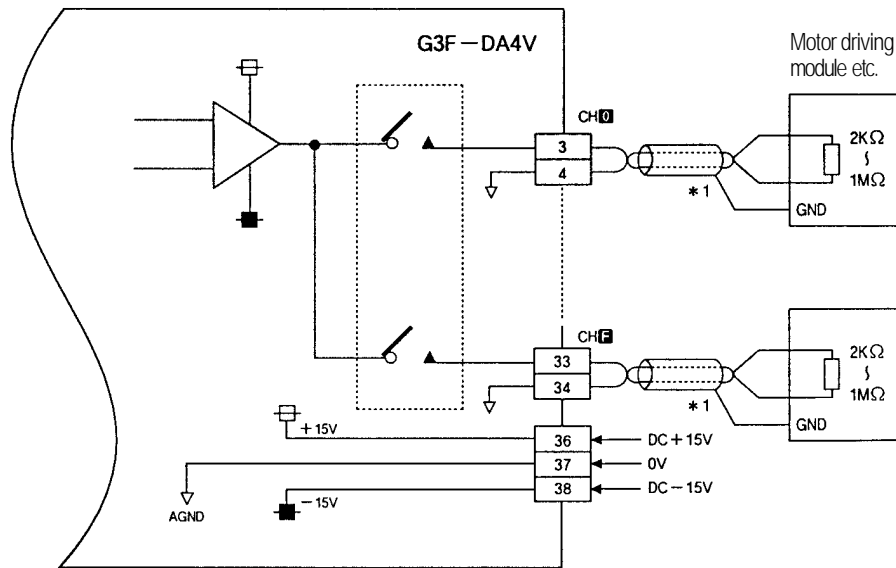 G3F-DA4V
Motor driving
module etc.
CH0
3
4
*1
2KΩ
∫
1MΩ
GND
CHF
33
34
*1
2KΩ
∫
1MΩ
GND
+15V
36
DC+15V
37
0V
AGND
-15V
38
DC-15V